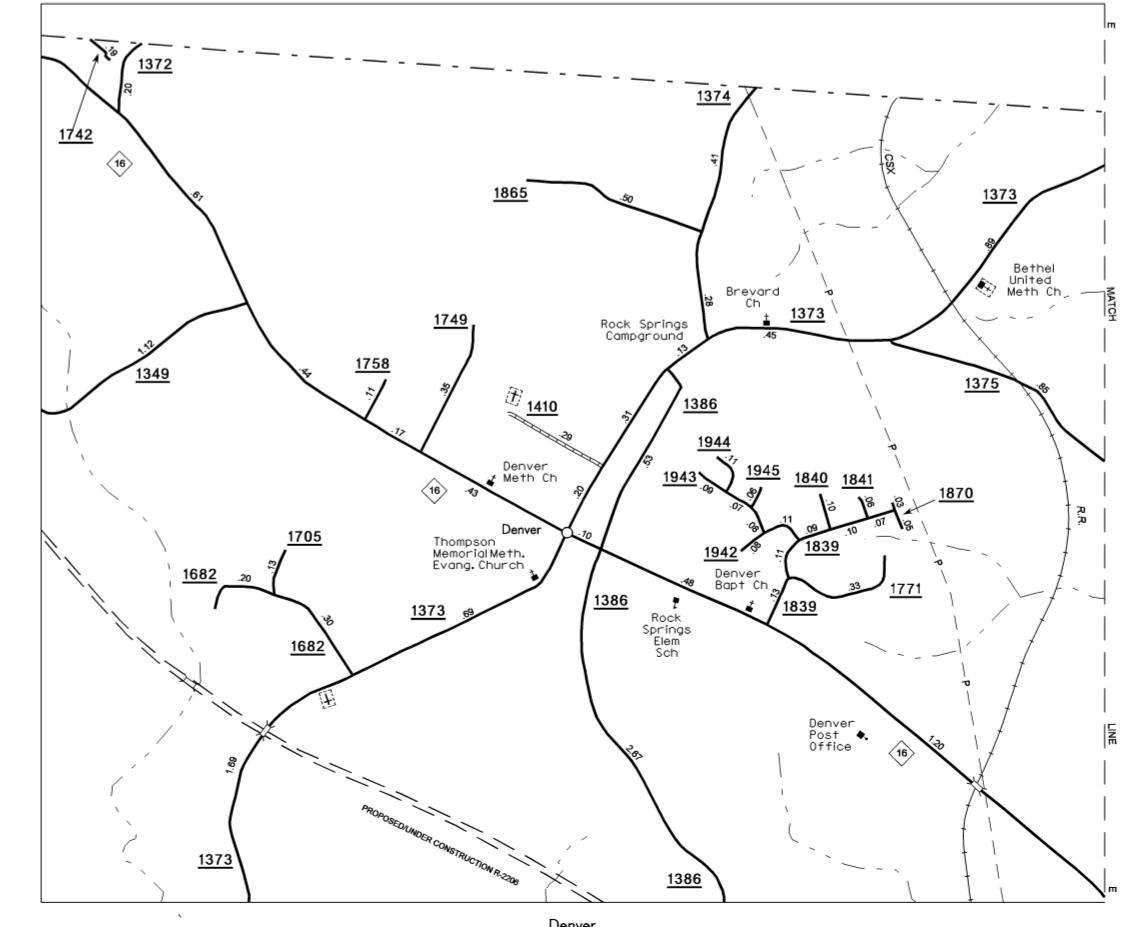 E
.19
1372
.20
1742
16
.61
1374
.41
CSX
1865
.50
1373
.89
Bethel
United
Meth Ch
MATCH
P
Brevard
Ch
.28
1373
.45
Rock Springs
Campground
.13
1749
1.12
1349
1758
.11
.44
.35
.17
1410
.29
.31
1386
.53
1375
.85
P
1944
.11
1943
1945
.09
.06
.07
.08
1840
.10
1841
.06
.03
1870
.05
.07
.10
.09
.11
1839
Denver
Meth Ch
16
.43
.20
Denver
.10
1942
.08
.11
R.R.
Thompson
Memorial Meth.
Evang. Church
1705
.13
1682
.20
.30
1682
1373
.69
1386
.48
Denver
Bapt Ch
.13
1839
.33
1771
Rock
Springs
Elem
Sch
P
Denver
Post
Office
16
1.20
LINE
1.69
2.67
PROPOSED/UNDER CONSTRUCTION R-2206
1373
1386
E
Denver